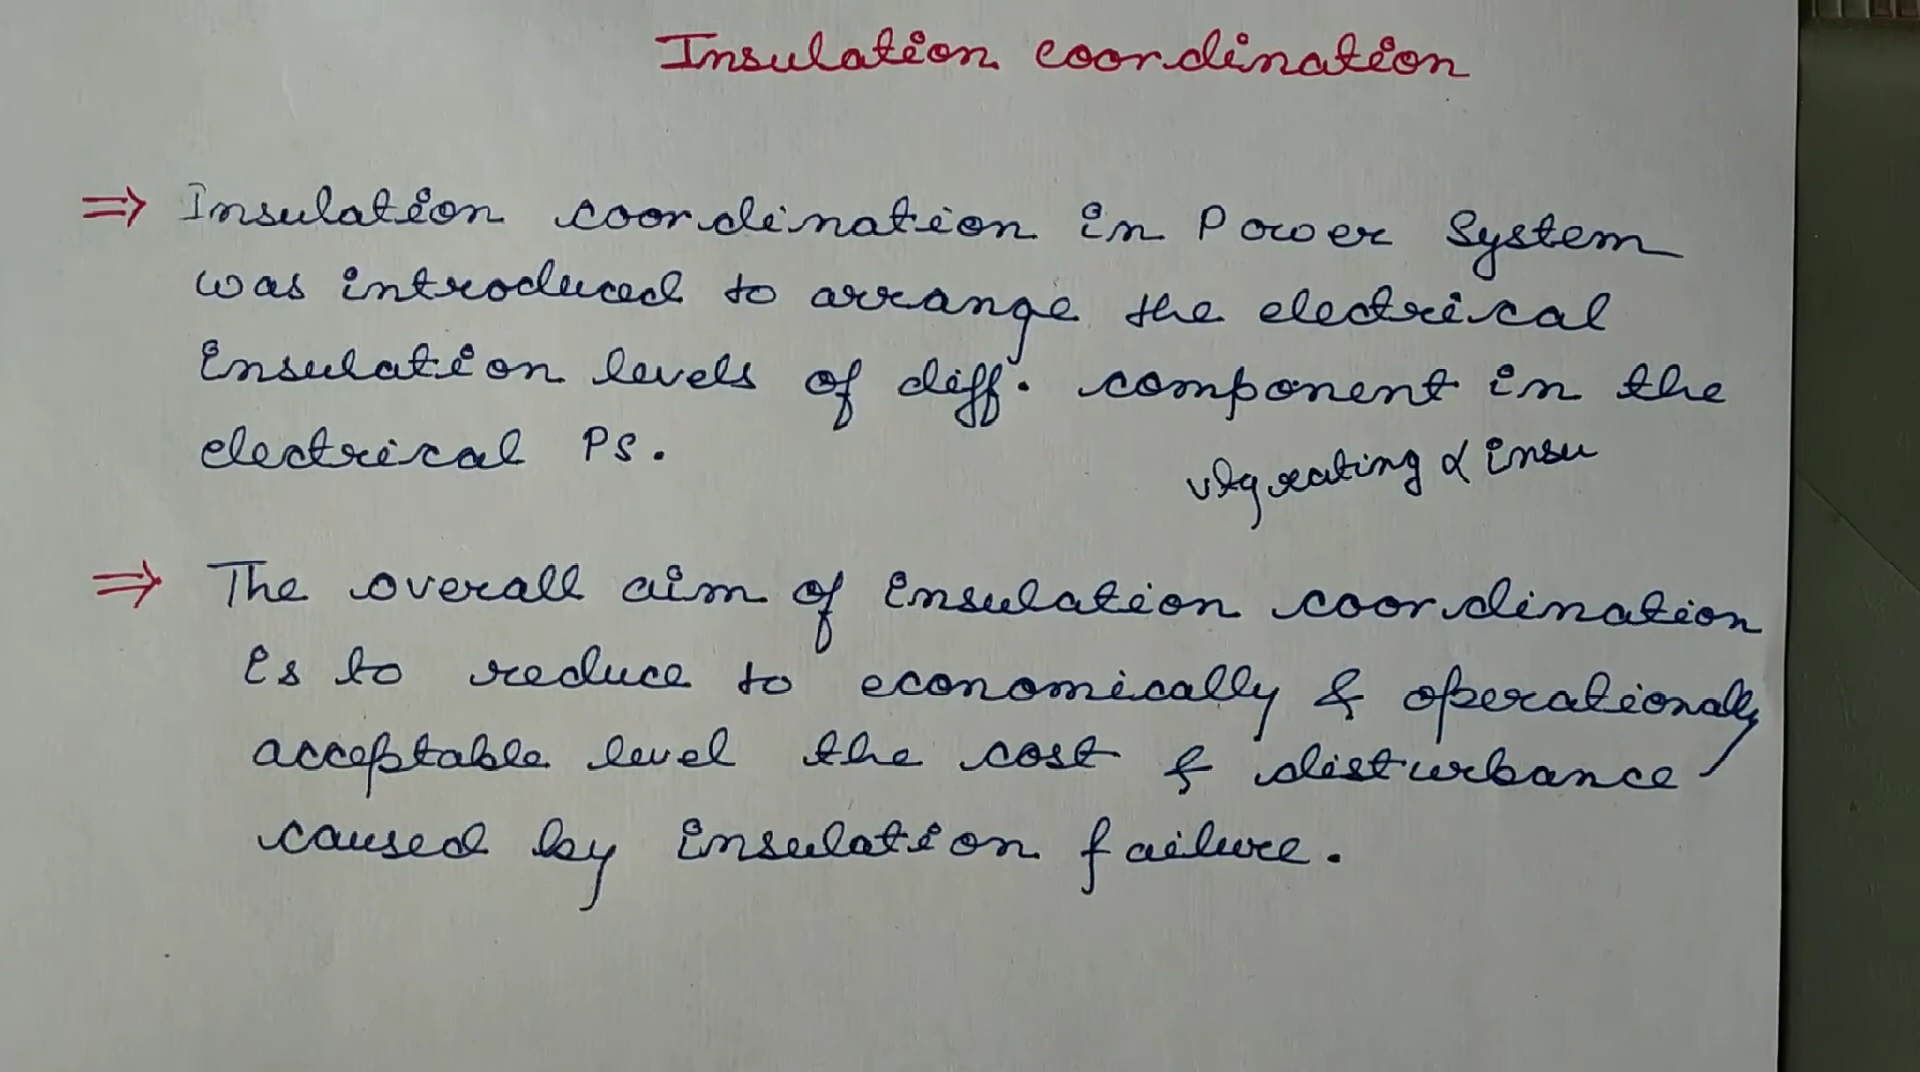 Insulation coordination
⇒ Insulation coordination in Power System
was introduced to arrange the electrical
insulation levels of diff. component in the
electrical PS.
vtg rating α insu
⇒ The overall aim of insulation coordination
is to reduce to economically & operationally
acceptable level the cost & disturbance
caused by insulation failure.